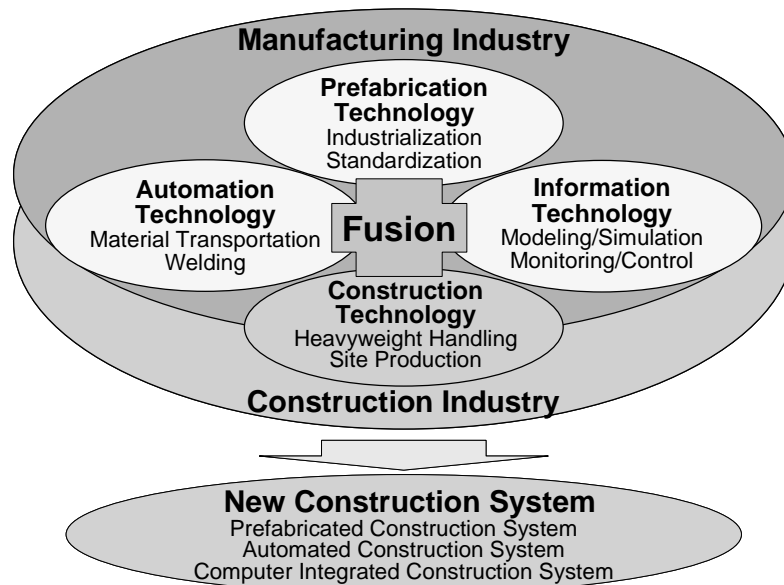 Manufacturing Industry
Prefabrication
Technology
Industrialization
Standardization
Automation
Technology
Material Transportation
Welding
Fusion
Information
Technology
Modeling/Simulation
Monitoring/Control
Construction
Technology
Heavyweight Handling
Site Production
Construction Industry
New Construction System
Prefabricated Construction System
Automated Construction System
Computer Integrated Construction System